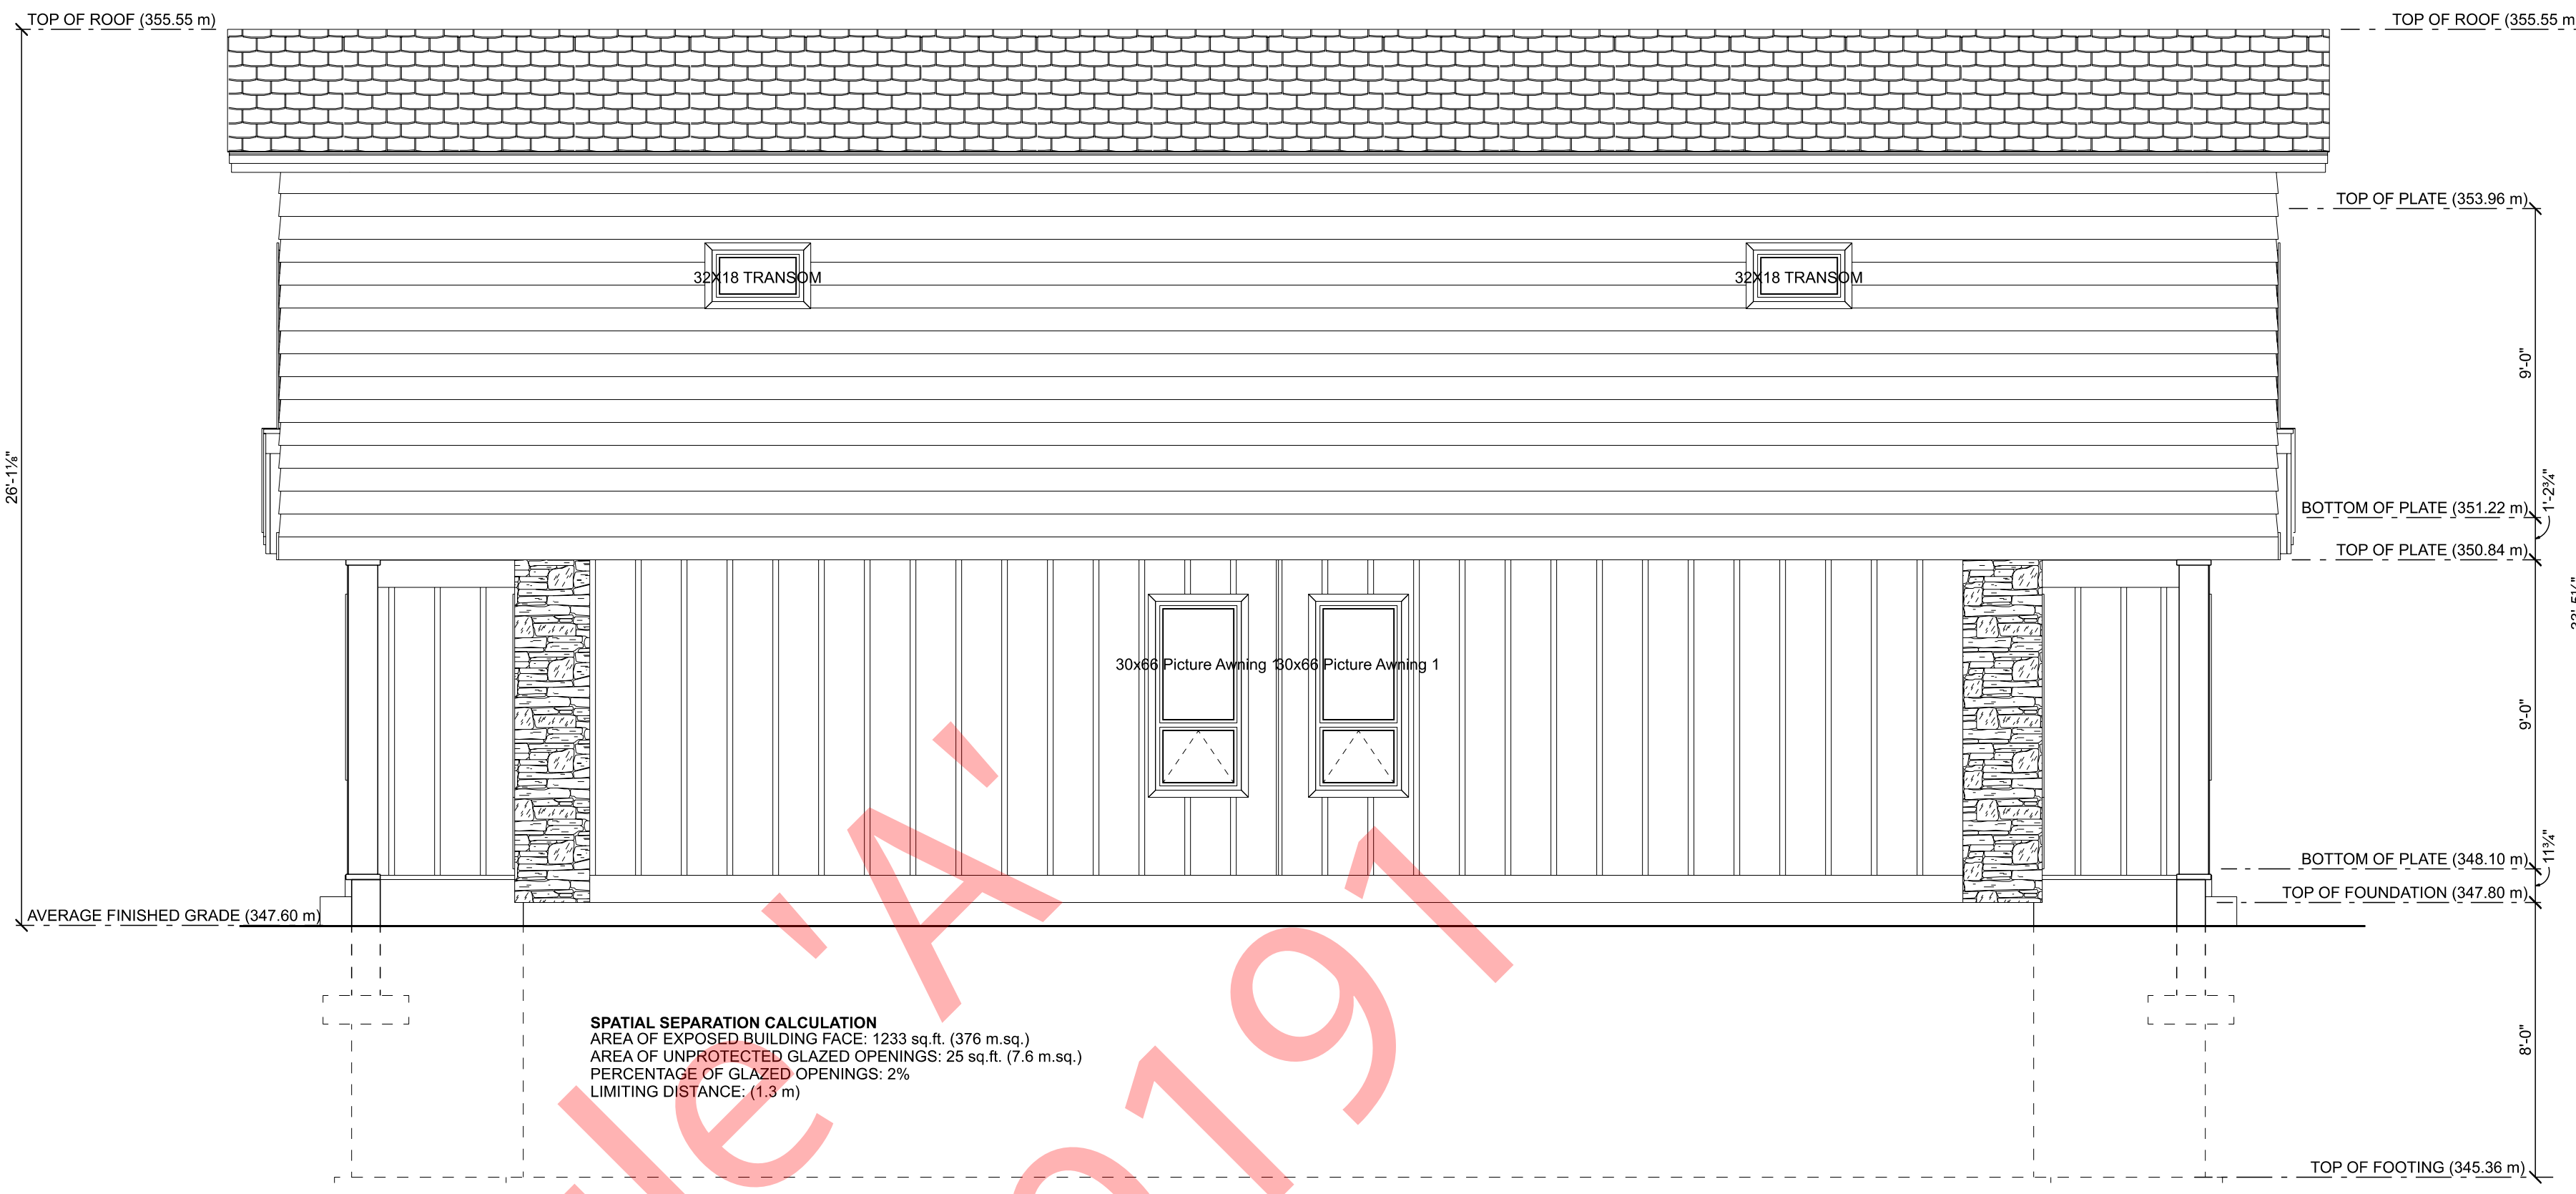 TOP OF ROOF (355.55 m)
TOP OF ROOF (355.55 m
TOP OF PLATE (353.96 m)
32X18 TRANSOM
32X18 TRANSOM
9'-0"
26'-1⅛"
1'-2¾"
BOTTOM OF PLATE (351.22 m)
TOP OF PLATE (350.84 m)
30x66 Picture Awning 1
30x66 Picture Awning 1
9'-0"
11¾"
BOTTOM OF PLATE (348.10 m)
TOP OF FOUNDATION (347.80 m)
AVERAGE FINISHED GRADE (347.60 m)
SPATIAL SEPARATION CALCULATION
AREA OF EXPOSED BUILDING FACE: 1233 sq.ft. (376 m.sq.)
AREA OF UNPROTECTED GLAZED OPENINGS: 25 sq.ft. (7.6 m.sq.)
PERCENTAGE OF GLAZED OPENINGS: 2%
LIMITING DISTANCE: (1.3 m)
8'-0"
TOP OF FOOTING (345.36 m)
le 'A'
9191